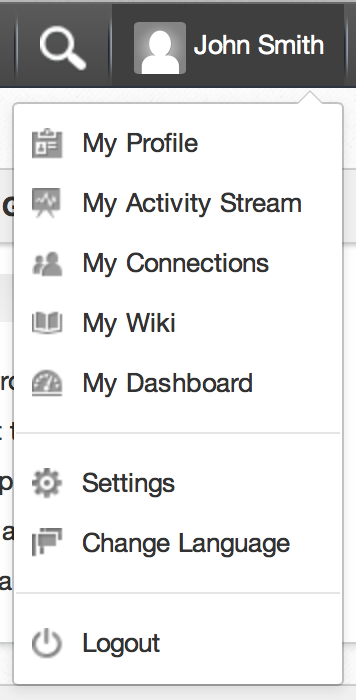 John Smith
My Profile
My Activity Stream
My Connections
My Wiki
My Dashboard
Settings
Change Language
Logout